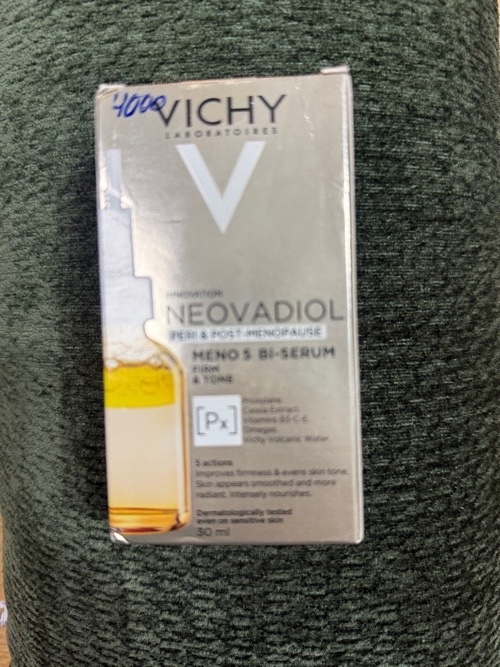 4000
VICHY
LABORATOIRES
INNOVATION
NEOVADIOL
PERI & POST-MENOPAUSE
MENO 5 BI-SERUM
FIRM
& TONE
[Px]
Proxylane
Cassia Extract
Vitamins B3 C E
Omegas
Vichy Volcanic Water
5 actions
Improves firmness & evens skin tone.
Skin appears smoothed and more
radiant. Intensely nourishes.
Dermatologically tested
even on sensitive skin
30 ml